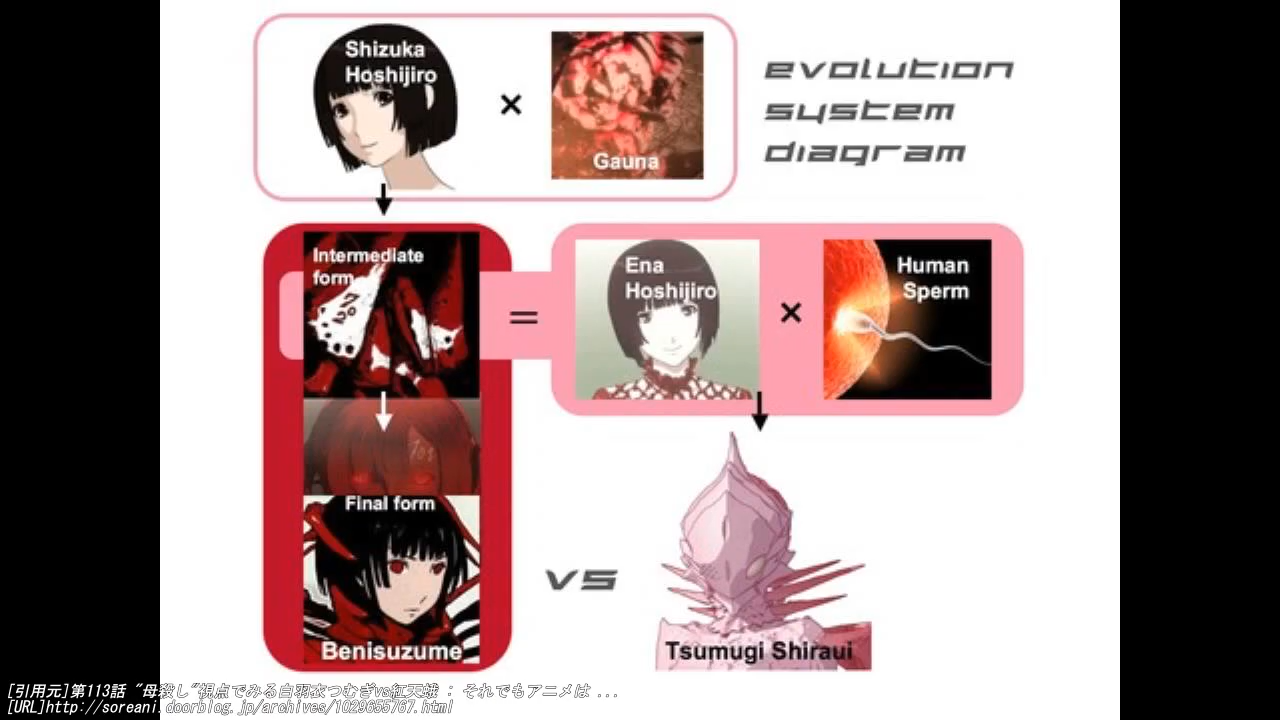 Shizuka
Hoshijiro
×
Gauna
evolution
system
diagram
Intermediate
form
=
Ena
Hoshijiro
×
Human
Sperm
703
Final form
vs
Benisuzume
Tsumugi Shiraui
[引用元]第113話 "母殺し"視点でみる白羽衣つむぎvs紅天蛾 : それでもアニメは ...
[URL]http://soreani.doorblog.jp/archives/1029655767.html